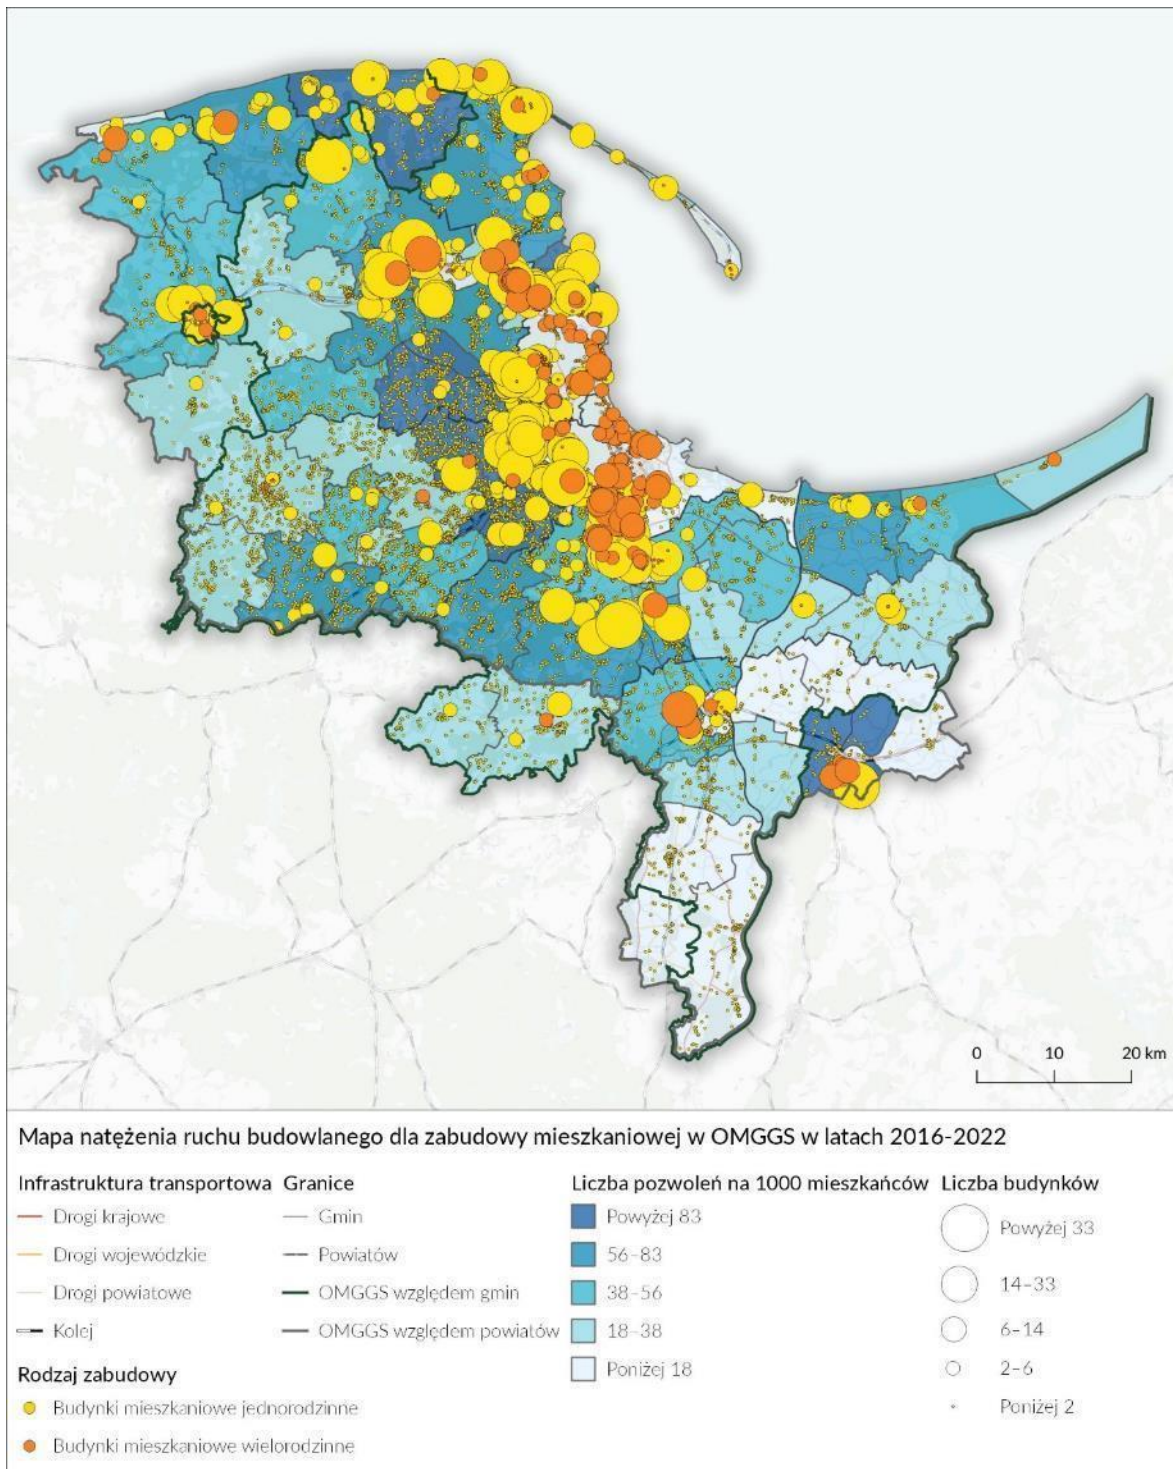 0 10 20 km
Mapa natężenia ruchu budowlanego dla zabudowy mieszkaniowej w OMGGS w latach 2016-2022
Infrastruktura transportowa
Drogi krajowe
Drogi wojewódzkie
Drogi powiatowe
Kolej
Rodzaj zabudowy
Budynki mieszkaniowe jednorodzinne
Budynki mieszkaniowe wielorodzinne
Granice
Gmin
Powiatów
OMGGS względem gmin
OMGGS względem powiatów
Liczba pozwoleń na 1000 mieszkańców
Powyżej 83
56–83
38–56
18–38
Poniżej 18
Liczba budynków
Powyżej 33
14–33
6–14
2–6
Poniżej 2